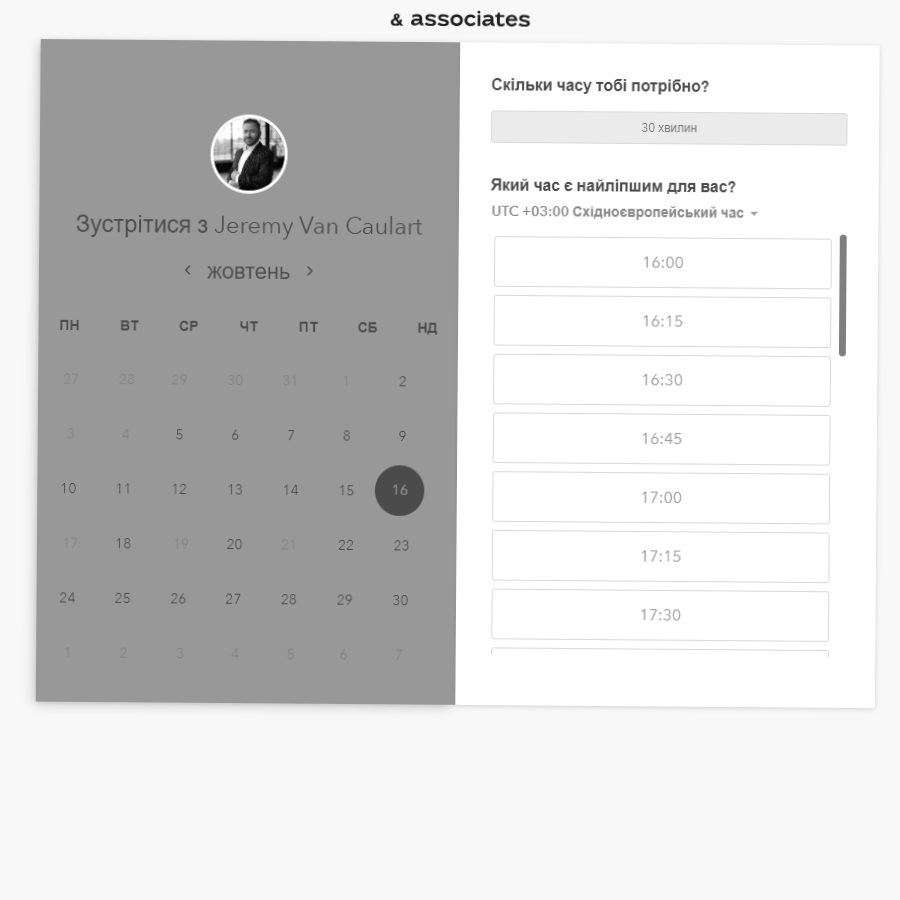 & associates
Зустрітися з Jeremy Van Caulart
жовтень
ПН ВТ СР ЧТ ПТ СБ НД
27 28 29 30 31 1 2
3 4 5 6 7 8 9
10 11 12 13 14 15 16
17 18 19 20 21 22 23
24 25 26 27 28 29 30
1 2 3 4 5 6 7
Скільки часу тобі потрібно?
30 хвилин
Який час є найліпшим для вас?
UTC +03:00 Східноєвропейський час
16:00
16:15
16:30
16:45
17:00
17:15
17:30